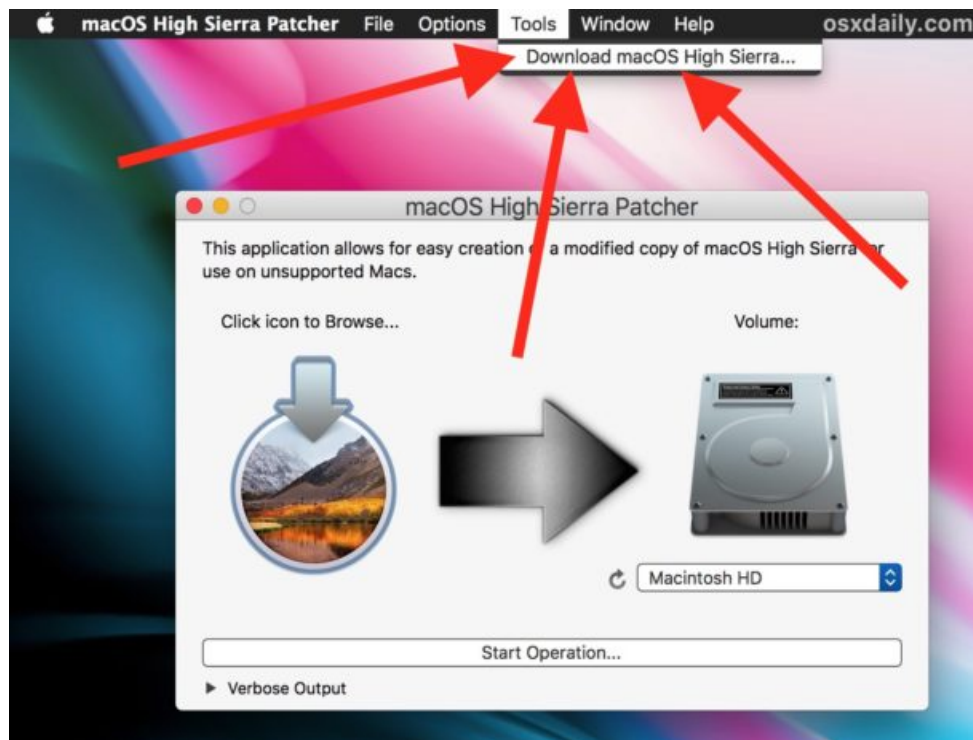 macOS High Sierra Patcher File Options Tools Window Help osxdaily.com
Download macOS High Sierra...
macOS High Sierra Patcher
This application allows for easy creation of a modified copy of macOS High Sierra for
use on unsupported Macs.
Click icon to Browse...
Volume:
Macintosh HD
Start Operation...
Verbose Output